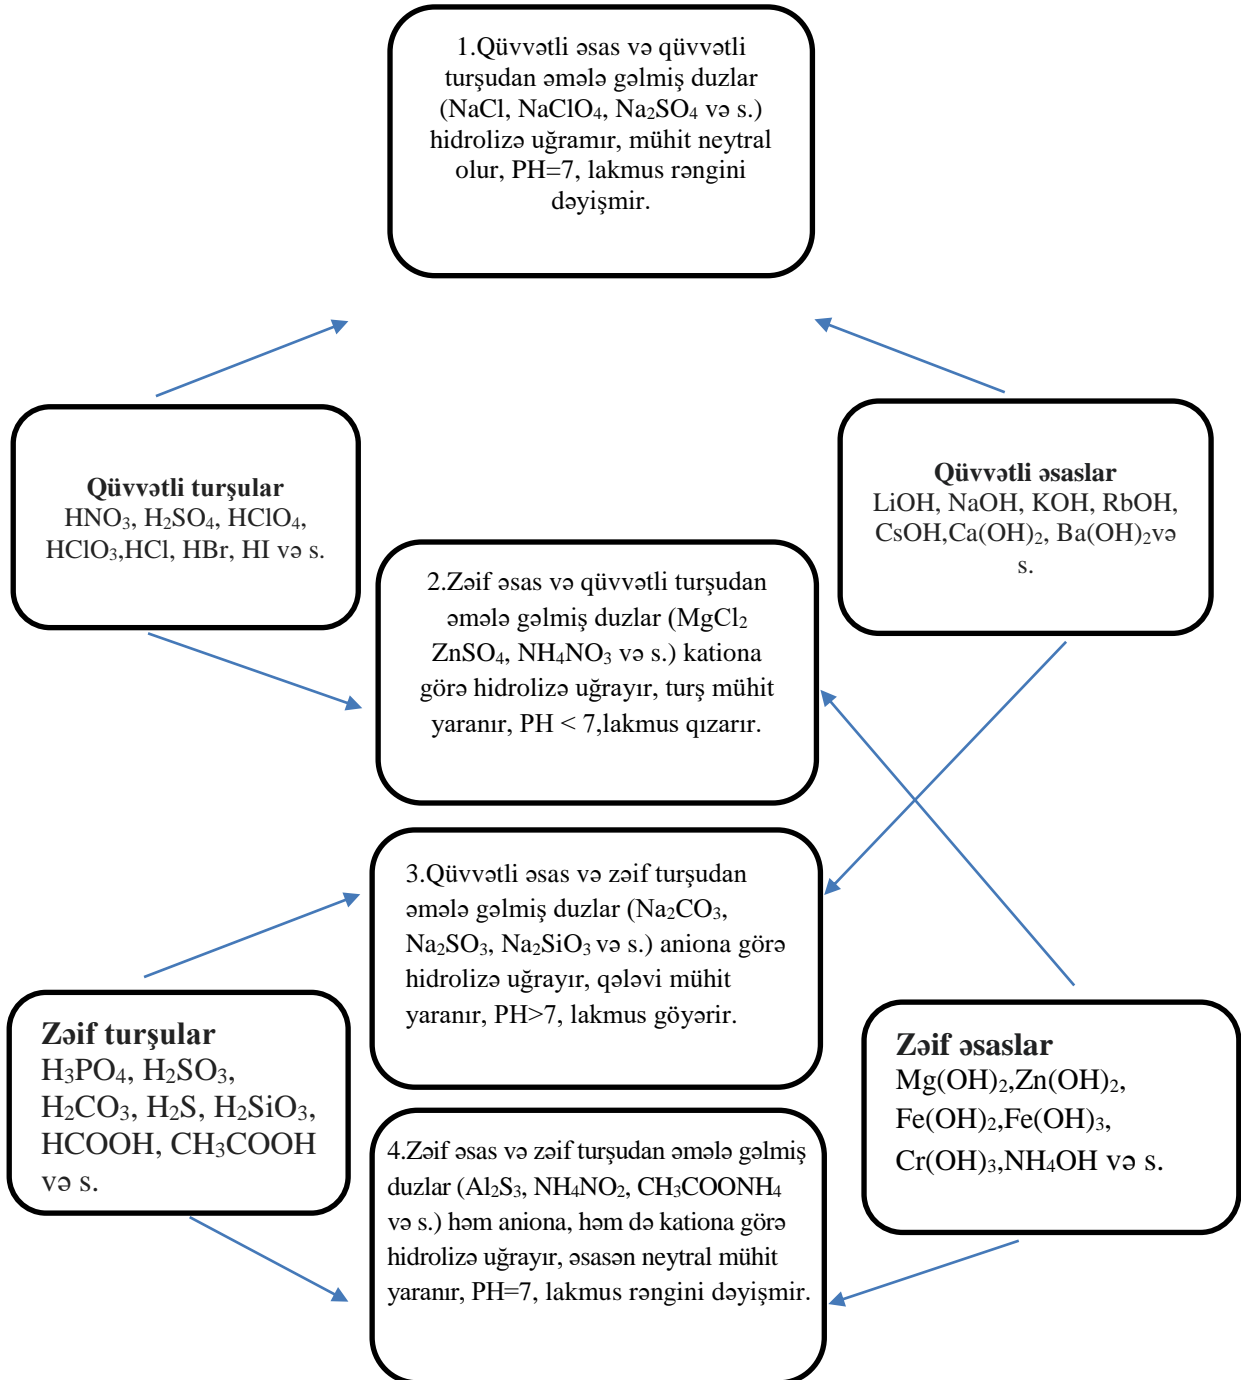 1.Qüvvətli əsas və qüvvətli
turşudan əmələ gəlmiş duzlar
(NaCl, NaClO₄, Na₂SO₄ və s.)
hidrolizə uğramır, mühit neytral
olur, PH=7, lakmus rəngini
dəyişmir.
Qüvvətli turşular
HNO₃, H₂SO₄, HClO₄,
HClO₃,HCl, HBr, HI və s.
Qüvvətli əsaslar
LiOH, NaOH, KOH, RbOH,
CsOH,Ca(OH)₂, Ba(OH)₂və
s.
2.Zəif əsas və qüvvətli turşudan
əmələ gəlmiş duzlar (MgCl₂
ZnSO₄, NH₄NO₃ və s.) kationa
görə hidrolizə uğrayır, turş mühit
yaranır, PH < 7,lakmus qızarır.
3.Qüvvətli əsas və zəif turşudan
əmələ gəlmiş duzlar (Na₂CO₃,
Na₂SO₃, Na₂SiO₃ və s.) aniona görə
hidrolizə uğrayır, qələvi mühit
yaranır, PH>7, lakmus göyərir.
Zəif turşular
H₃PO₄, H₂SO₃,
H₂CO₃, H₂S, H₂SiO₃,
HCOOH, CH₃COOH
və s.
Zəif əsaslar
Mg(OH)₂,Zn(OH)₂,
Fe(OH)₂,Fe(OH)₃,
Cr(OH)₃,NH₄OH və s.
4.Zəif əsas və zəif turşudan əmələ gəlmiş
duzlar (Al₂S₃, NH₄NO₂, CH₃COONH₄
və s.) həm aniona, həm də kationa görə
hidrolizə uğrayır, əsasən neytral mühit
yaranır, PH=7, lakmus rəngini dəyişmir.